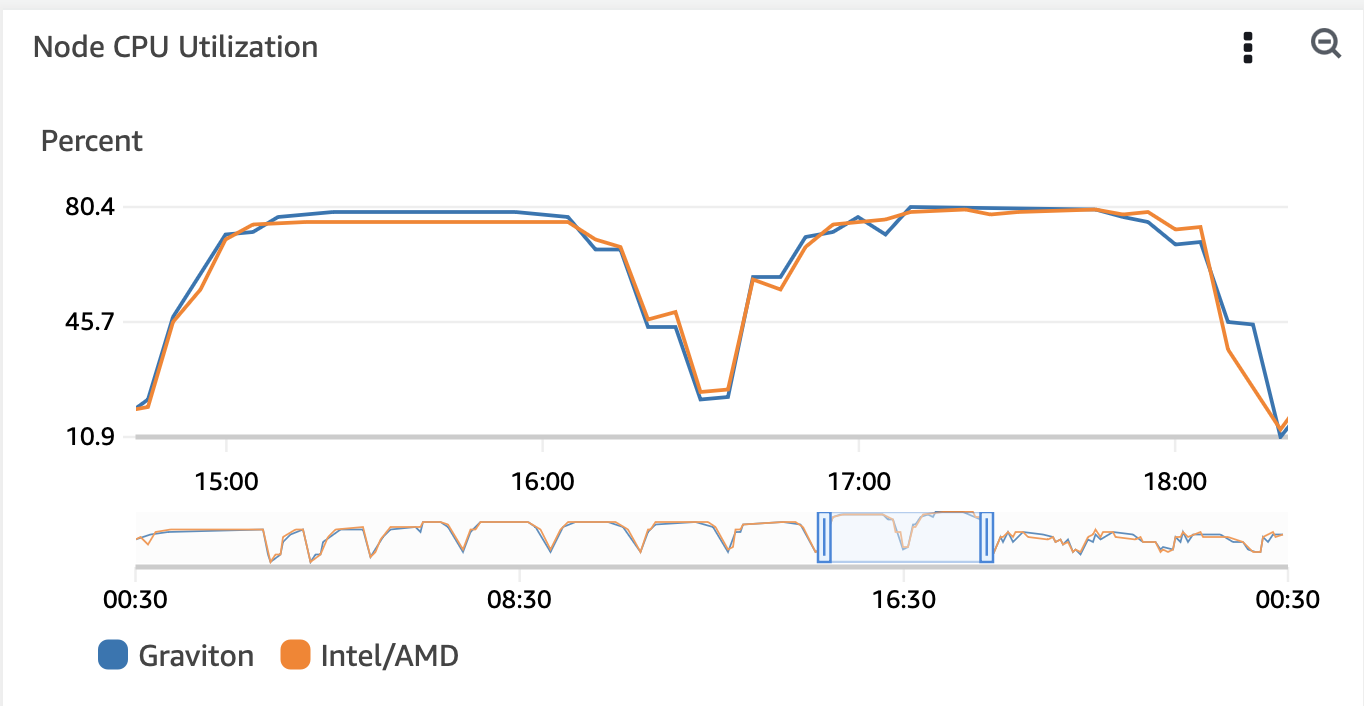 Node CPU Utilization
Percent
80.4
45.7
10.9
15:00 16:00 17:00 18:00
00:30 08:30 16:30 00:30
Graviton Intel/AMD